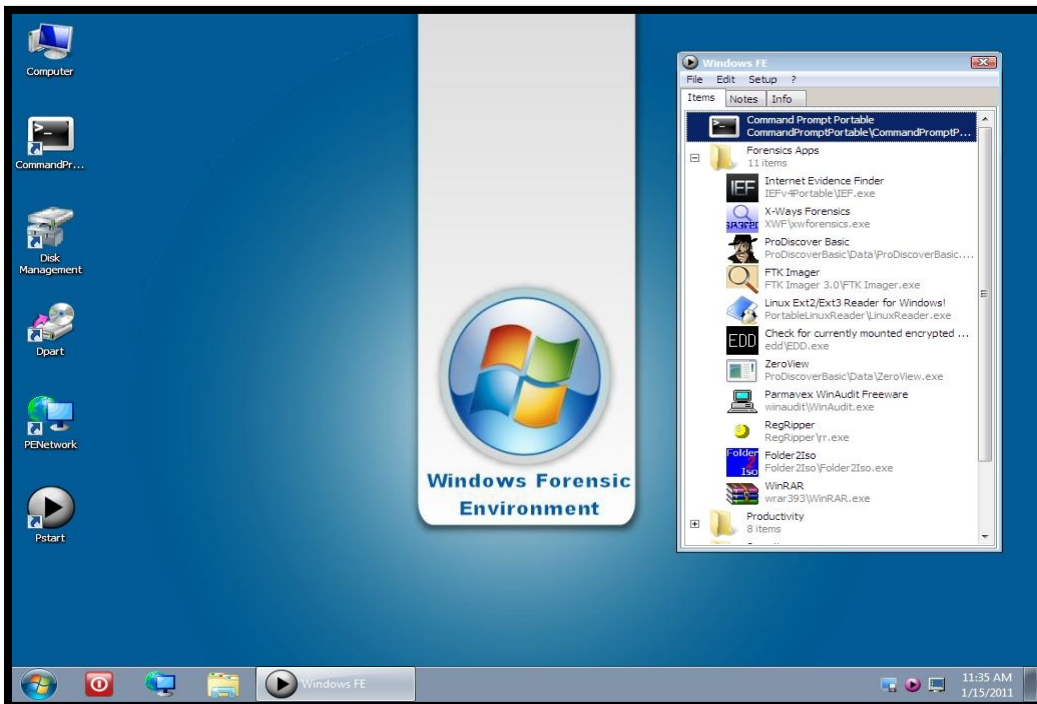 Computer
CommandPr...
Disk
Management
Dpart
PENetwork
Pstart
Windows Forensic
Environment
Windows FE
File Edit Setup ?
Items Notes Info
Command Prompt Portable
CommandPromptPortable\CommandPromptP...
Forensics Apps
11 items
IEF
Internet Evidence Finder
IEFv4Portable\IEF.exe
X-Ways Forensics
XWF\xwforensics.exe
ProDiscover Basic
ProDiscoverBasic\Data\ProDiscoverBasic....
FTK Imager
FTK Imager 3.0\FTK Imager.exe
Linux Ext2/Ext3 Reader for Windows!
PortableLinuxReader\LinuxReader.exe
EDD
Check for currently mounted encrypted ...
edd\EDD.exe
ZeroView
ProDiscoverBasic\Data\ZeroView.exe
Parmavex WinAudit Freeware
winaudit\WinAudit.exe
RegRipper
RegRipper\rr.exe
Folder
2
Iso
Folder2Iso
Folder2Iso\Folder2Iso.exe
WinRAR
wrar393\WinRAR.exe
Productivity
8 items
Windows FE
11:35 AM
1/15/2011